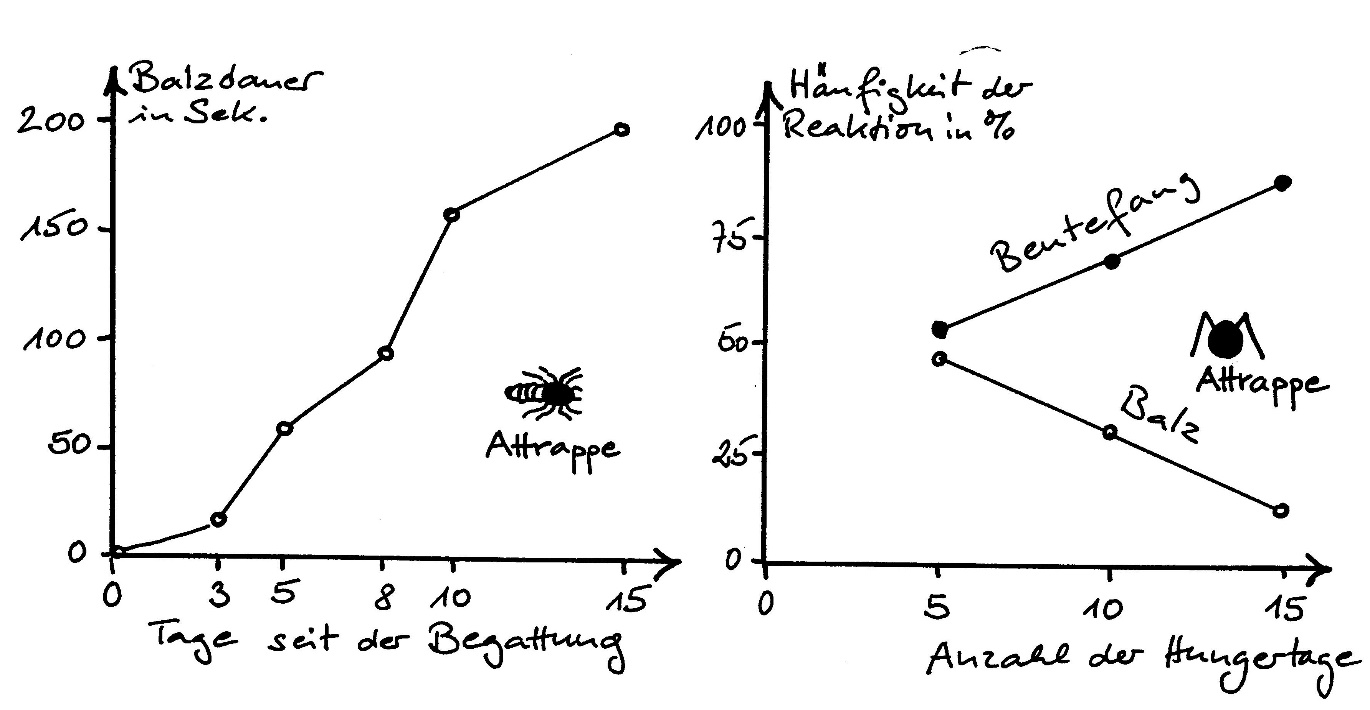 Balzdauer
in Sek.
200
150
100
50
0
0 3 5 8 10 15
Tage seit der Begattung
Attrappe
Häufigkeit der
Reaktion in %
100
75
50
25
0
0 5 10 15
Anzahl der Hungertage
Beutefang
Balz
Attrappe